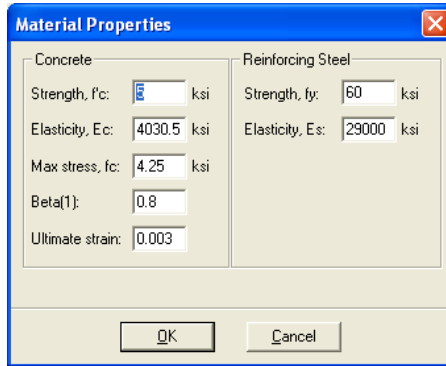 Material Properties
Concrete
Strength, f'c: 5 ksi
Elasticity, Ec: 4030.5 ksi
Max stress, fc: 4.25 ksi
Beta(1): 0.8
Ultimate strain: 0.003
Reinforcing Steel
Strength, fy: 60 ksi
Elasticity, Es: 29000 ksi
OK
Cancel